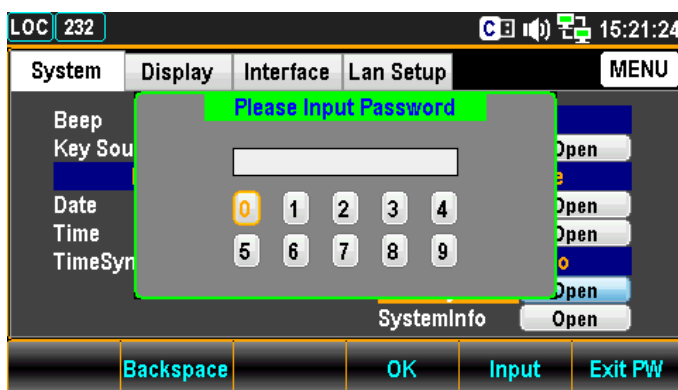 LOC 232 C 15:21:24
System Display Interface Lan Setup MENU
Please Input Password
Beep
Key Sou Open
0 1 2 3 4
Date Open
Time Open
5 6 7 8 9
TimeSyn
Open
SystemInfo Open
Backspace OK Input Exit PW